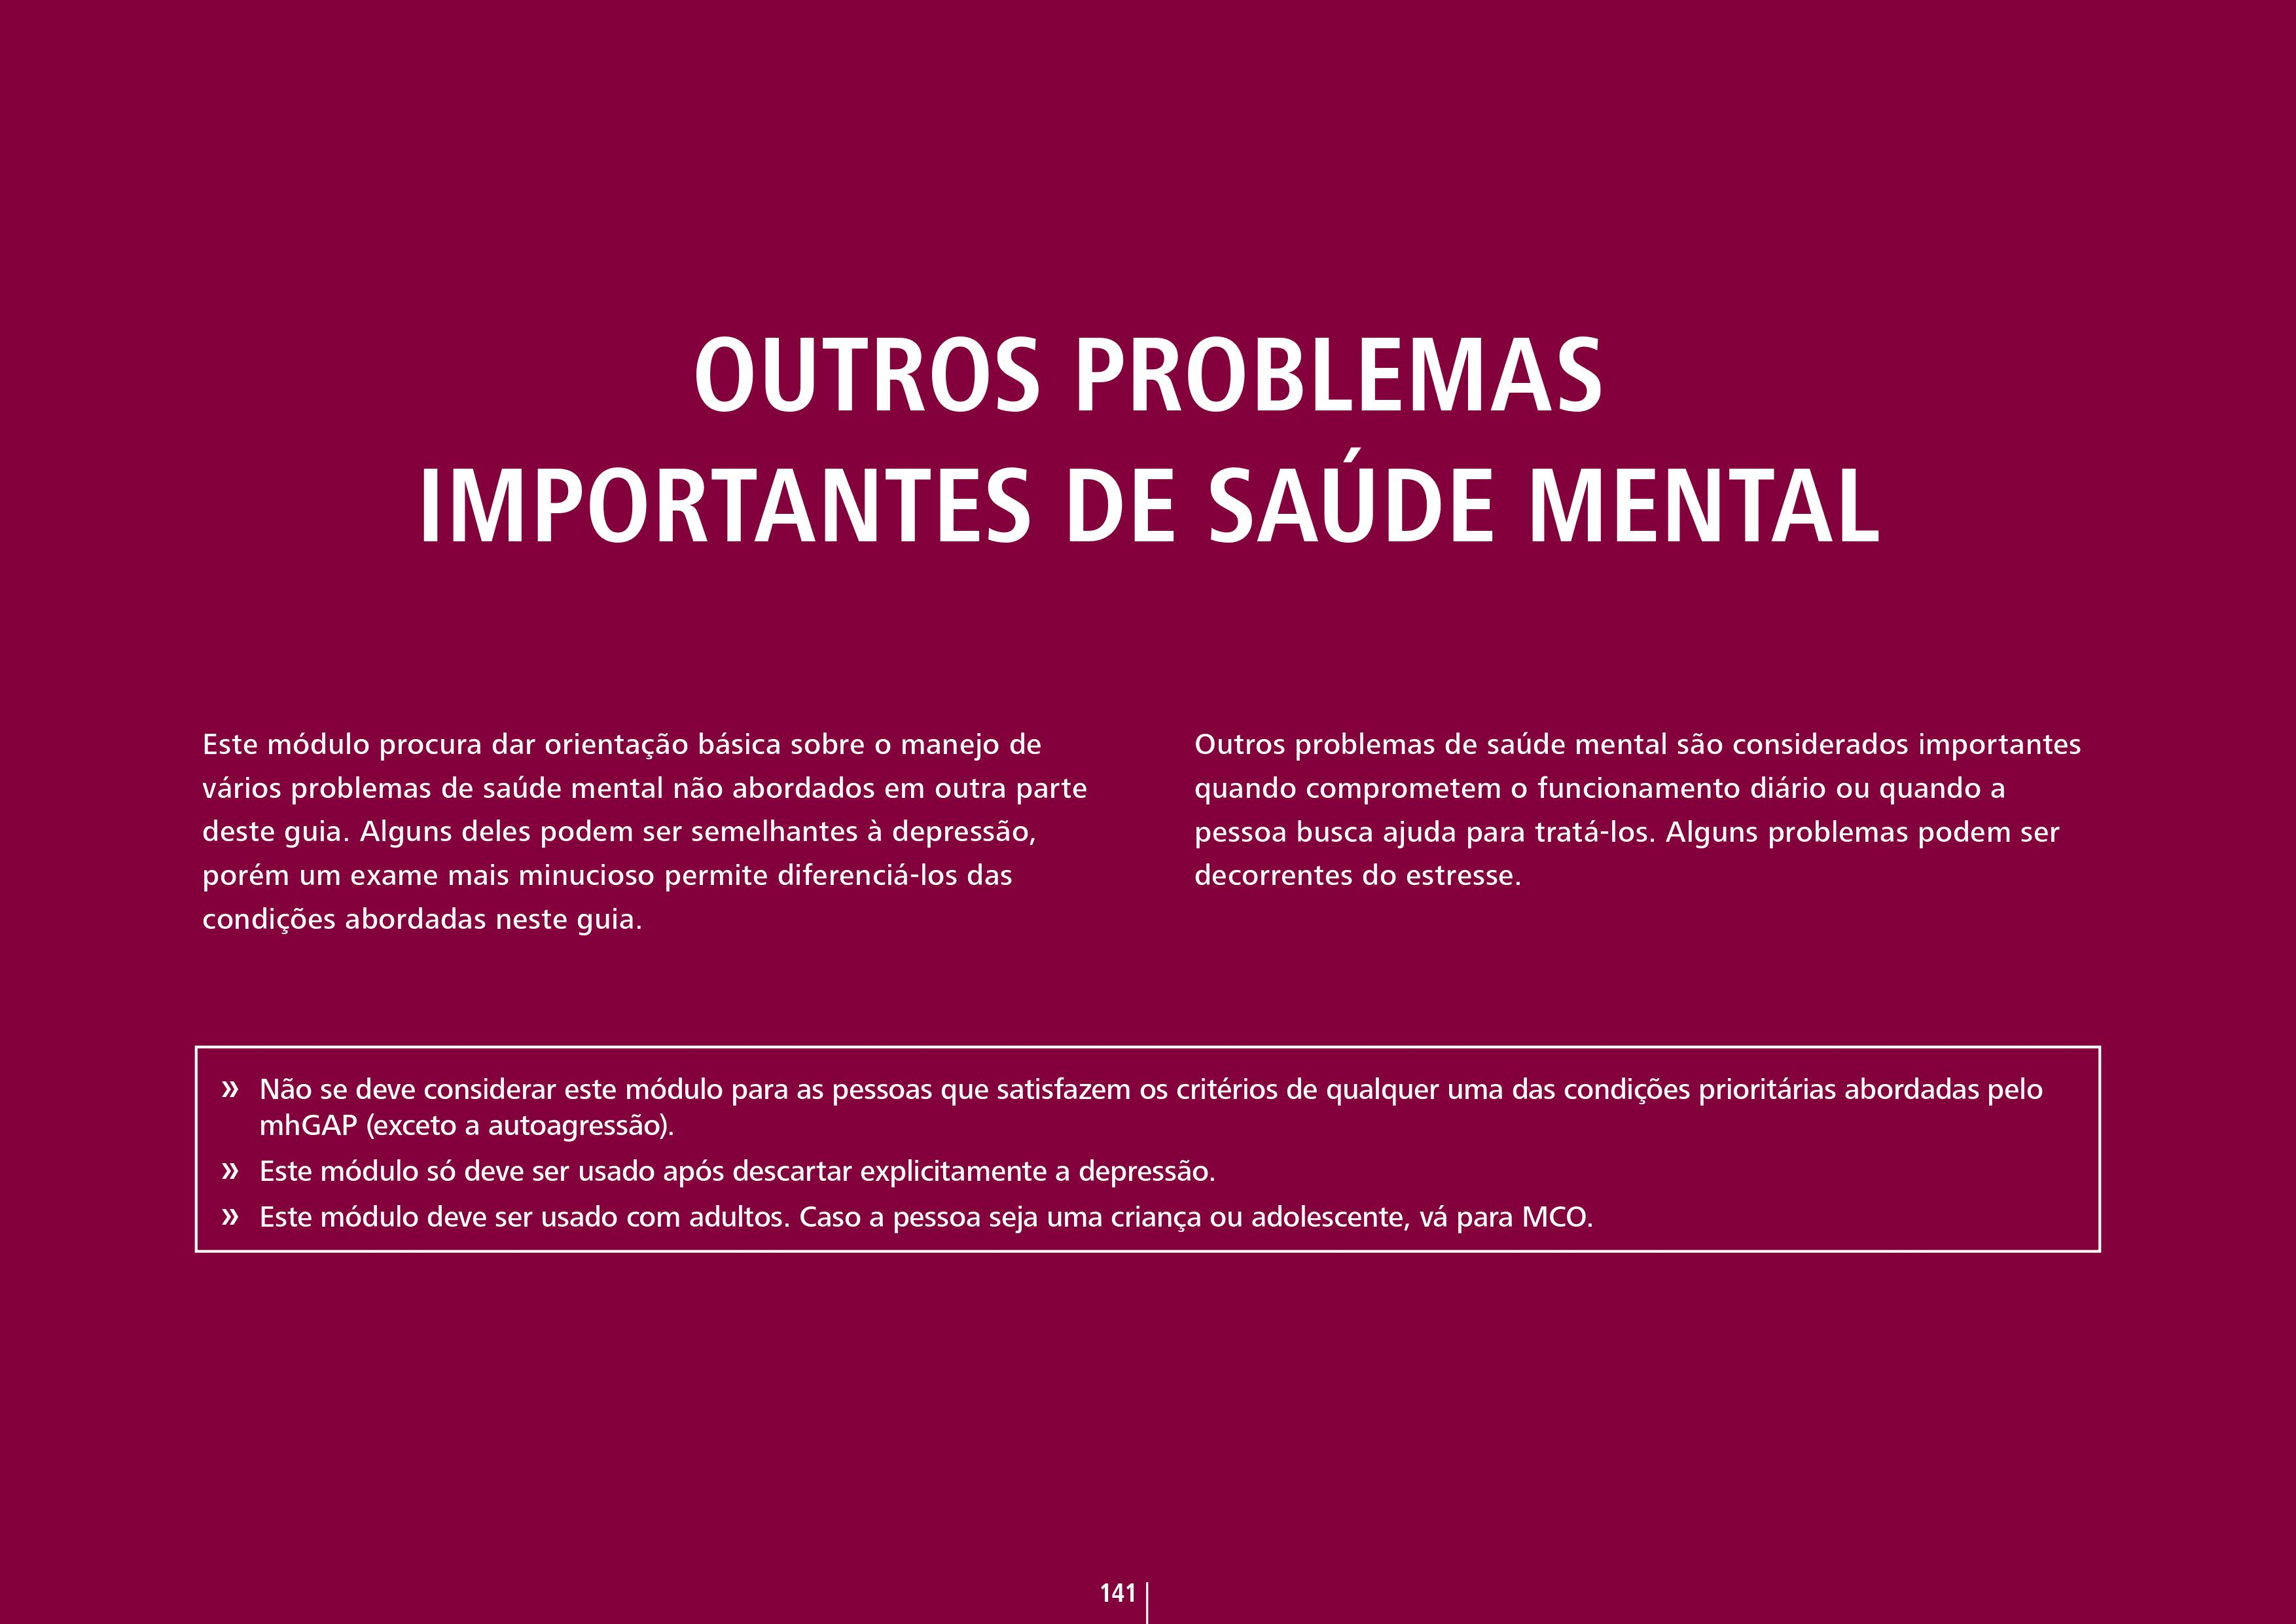 OUTROS PROBLEMAS
IMPORTANTES DE SAÚDE MENTAL
Este módulo procura dar orientação básica sobre o manejo de
vários problemas de saúde mental não abordados em outra parte
deste guia. Alguns deles podem ser semelhantes à depressão,
porém um exame mais minucioso permite diferenciá-los das
condições abordadas neste guia.
Outros problemas de saúde mental são considerados importantes
quando comprometem o funcionamento diário ou quando a
pessoa busca ajuda para tratá-los. Alguns problemas podem ser
decorrentes do estresse.
» Não se deve considerar este módulo para as pessoas que satisfazem os critérios de qualquer uma das condições prioritárias abordadas pelo
mhGAP (exceto a autoagressão).
» Este módulo só deve ser usado após descartar explicitamente a depressão.
» Este módulo deve ser usado com adultos. Caso a pessoa seja uma criança ou adolescente, vá para MCO.
141